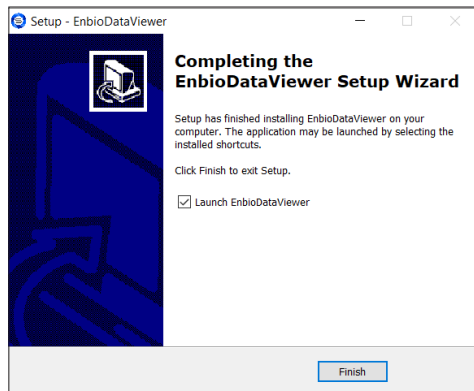 Setup - EnbioDataViewer
Completing the
EnbioDataViewer Setup Wizard
Setup has finished installing EnbioDataViewer on your
computer. The application may be launched by selecting the
installed shortcuts.
Click Finish to exit Setup.
Launch EnbioDataViewer
Finish